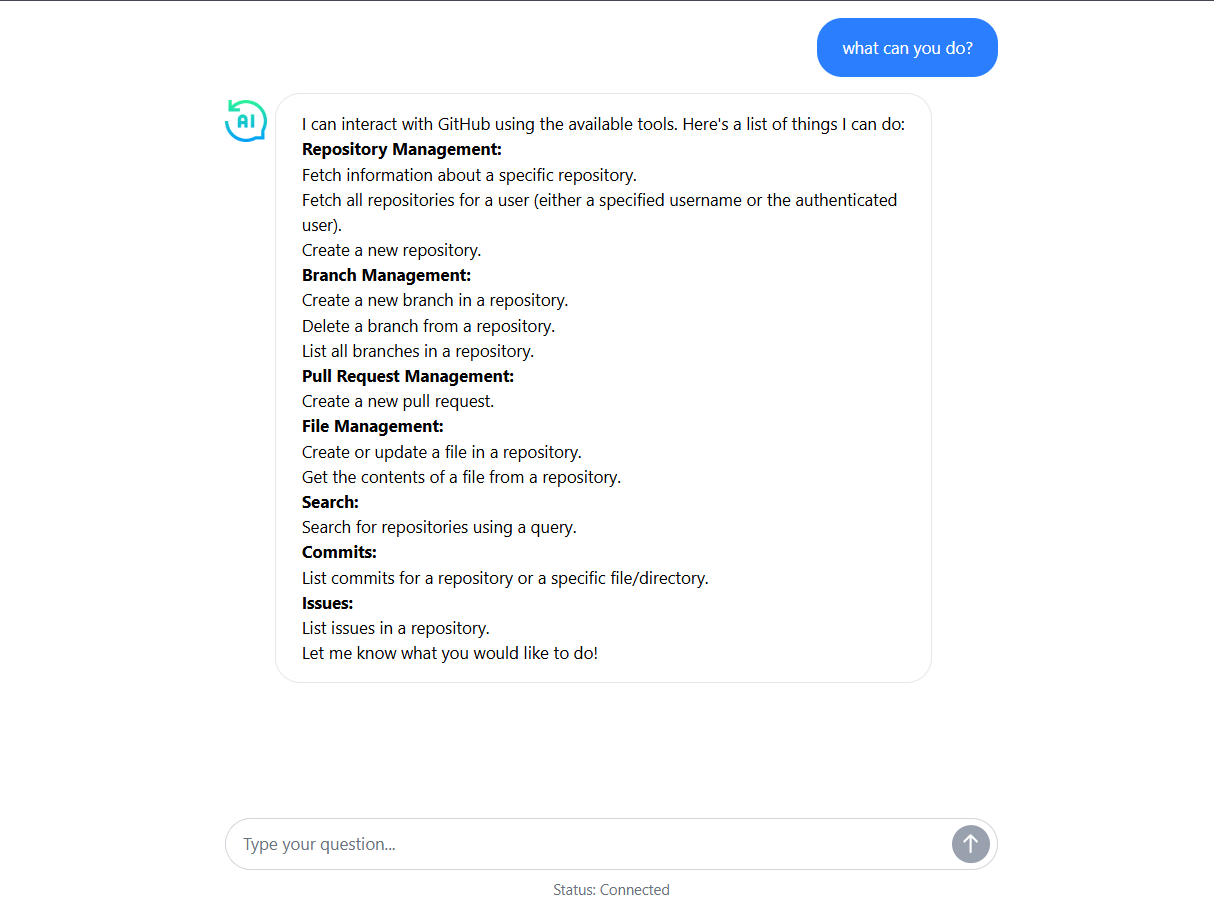 what can you do?
AI
I can interact with GitHub using the available tools. Here's a list of things I can do:
Repository Management:
Fetch information about a specific repository.
Fetch all repositories for a user (either a specified username or the authenticated
user).
Create a new repository.
Branch Management:
Create a new branch in a repository.
Delete a branch from a repository.
List all branches in a repository.
Pull Request Management:
Create a new pull request.
File Management:
Create or update a file in a repository.
Get the contents of a file from a repository.
Search:
Search for repositories using a query.
Commits:
List commits for a repository or a specific file/directory.
Issues:
List issues in a repository.
Let me know what you would like to do!
Type your question...
Status: Connected